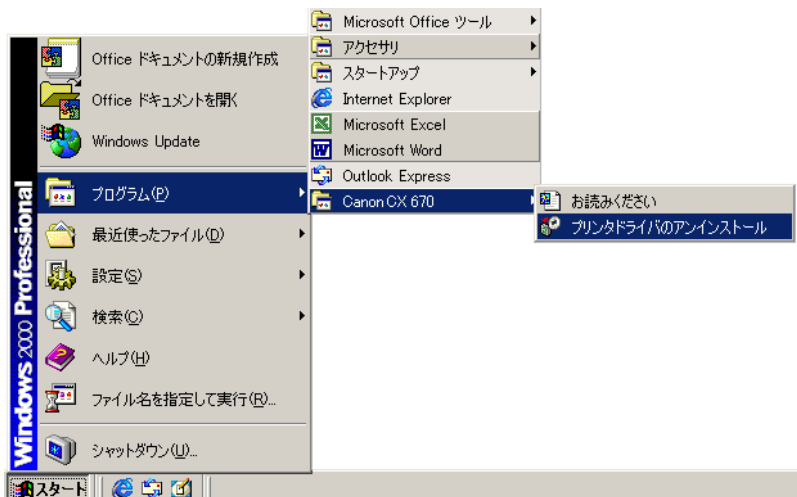 Office ドキュメントの新規作成
Office ドキュメントを開く
Windows Update
プログラム(P)
最近使ったファイル(D)
設定(S)
検索(C)
ヘルプ(H)
ファイル名を指定して実行(R)...
シャットダウン(U)...
Windows 2000 Professional
スタート
Microsoft Office ツール
アクセサリ
スタートアップ
Internet Explorer
Microsoft Excel
Microsoft Word
Outlook Express
Canon CX 670
お読みください
プリンタドライバのアンインストール